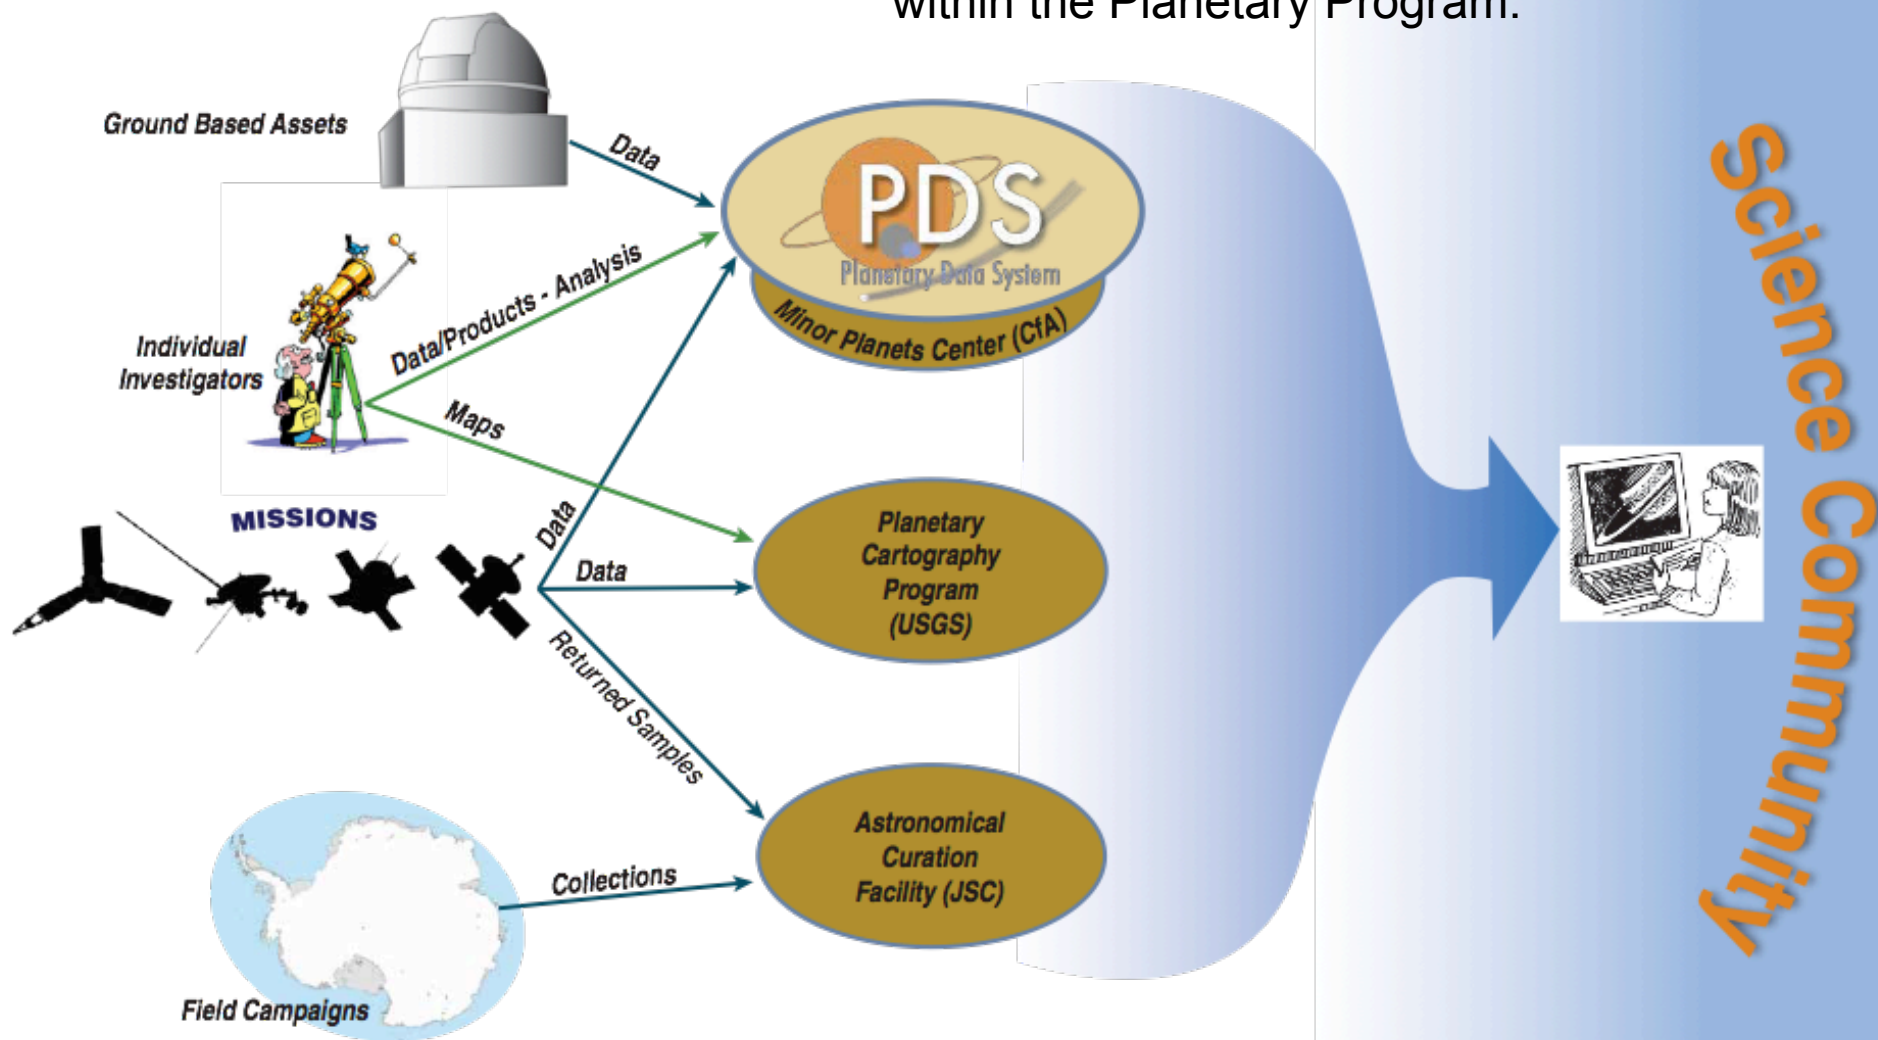 within the Planetary Program.
Ground Based Assets
Data
PDS
Planetary Data System
Minor Planets Center (CfA)
Data/Products - Analysis
Individual
Investigators
Maps
MISSIONS
Data
Data
Planetary
Cartography
Program
(USGS)
Returned Samples
Astronomical
Curation
Facility (JSC)
Collections
Field Campaigns
Science Community